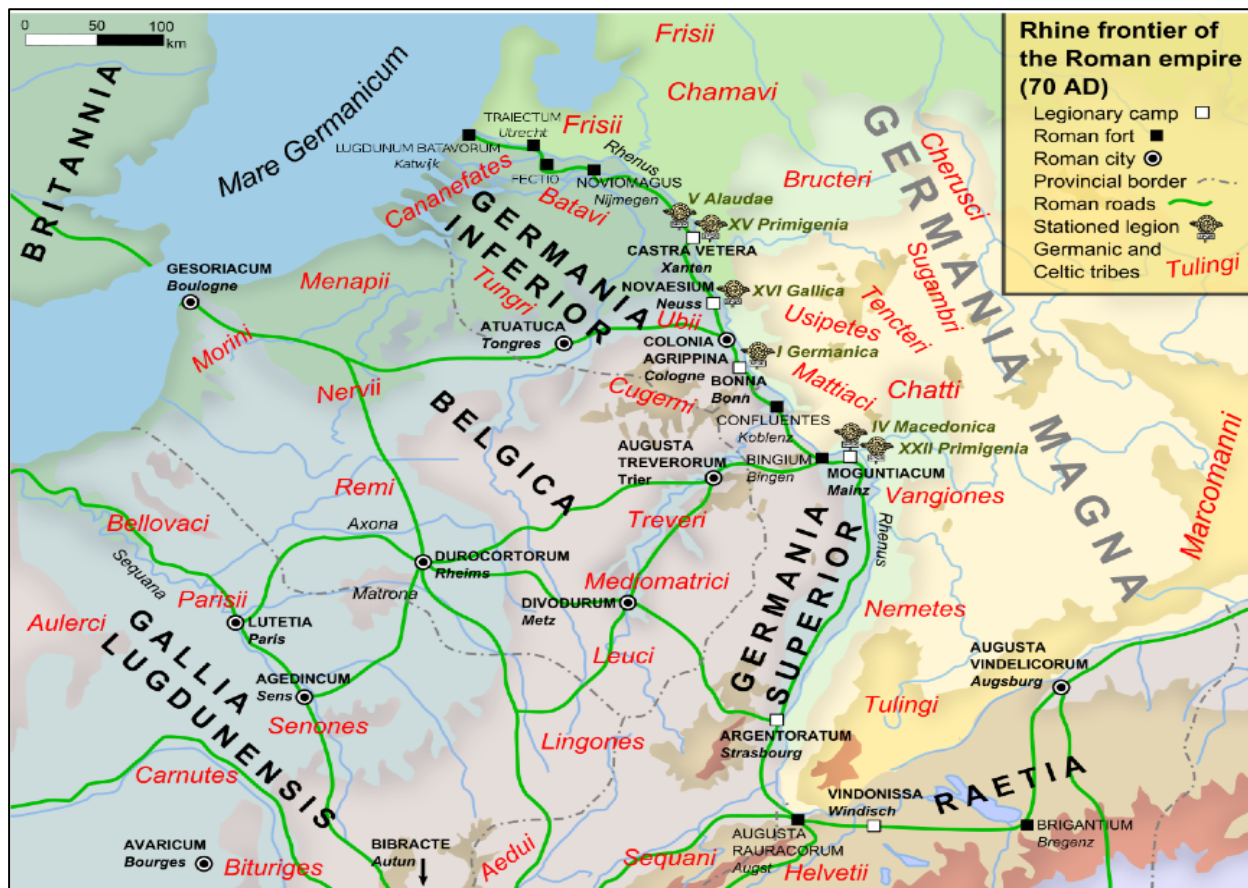 0 50 100
km
Rhine frontier of
the Roman empire
(70 AD)
Legionary camp
Roman fort
Roman city
Provincial border
Roman roads
Stationed legion
Germanic and
Celtic tribes
Tulingi
BRITANNIA
Mare Germanicum
Frisii
Chamavi
Frisii
TRAIECTUM
Utrecht
LUGDUNUM BATAVORUM
Katwijk
FECTIO
Rhenus
NOVIOMAGUS
Nijmegen
Cananefates
Batavi
Bructeri
Cherusci
GERMANIA MAGNA
V Alaudae
XV Primigenia
CASTRA VETERA
Xanten
GERMANIA
INFERIOR
GESORIACUM
Boulogne
Menapii
Tungri
NOVAESIUM
Neuss
XVI Gallica
Sugambri
Tencteri
Usipetes
Morini
ATUATUCA
Tongres
Ubii
COLONIA
AGRIPPINA
Cologne
I Germanica
BONNA
Bonn
Mattiaci
Chatti
Nervii
Cugerni
BELGICA
CONFLUENTES
Koblenz
IV Macedonica
XXII Primigenia
AUGUSTA
TREVERORUM
Trier
BINGIUM
Bingen
MOGUNTIACUM
Mainz
Vangiones
Marcomanni
Remi
Bellovaci
Axona
Treveri
GERMANIA
SUPERIOR
Rhenus
Sequana
DUROCORTORUM
Rheims
Matrona
Mediomatrici
Parisii
DIVODURUM
Metz
Nemetes
Aulerci
LUTETIA
Paris
GALLIA
LUGDUNENSIS
Leuci
AUGUSTA
VINDELICORUM
Augsburg
AGEDINCUM
Sens
Senones
Tulingi
Lingones
ARGENTORATUM
Strasbourg
Carnutes
VINDONISSA
Windisch
RAETIA
AVARICUM
Bourges
Bituriges
BIBRACTE
Autun
Aedui
Sequani
AUGUSTA
RAURACORUM
Augst
Helvetii
BRIGANTIUM
Bregenz